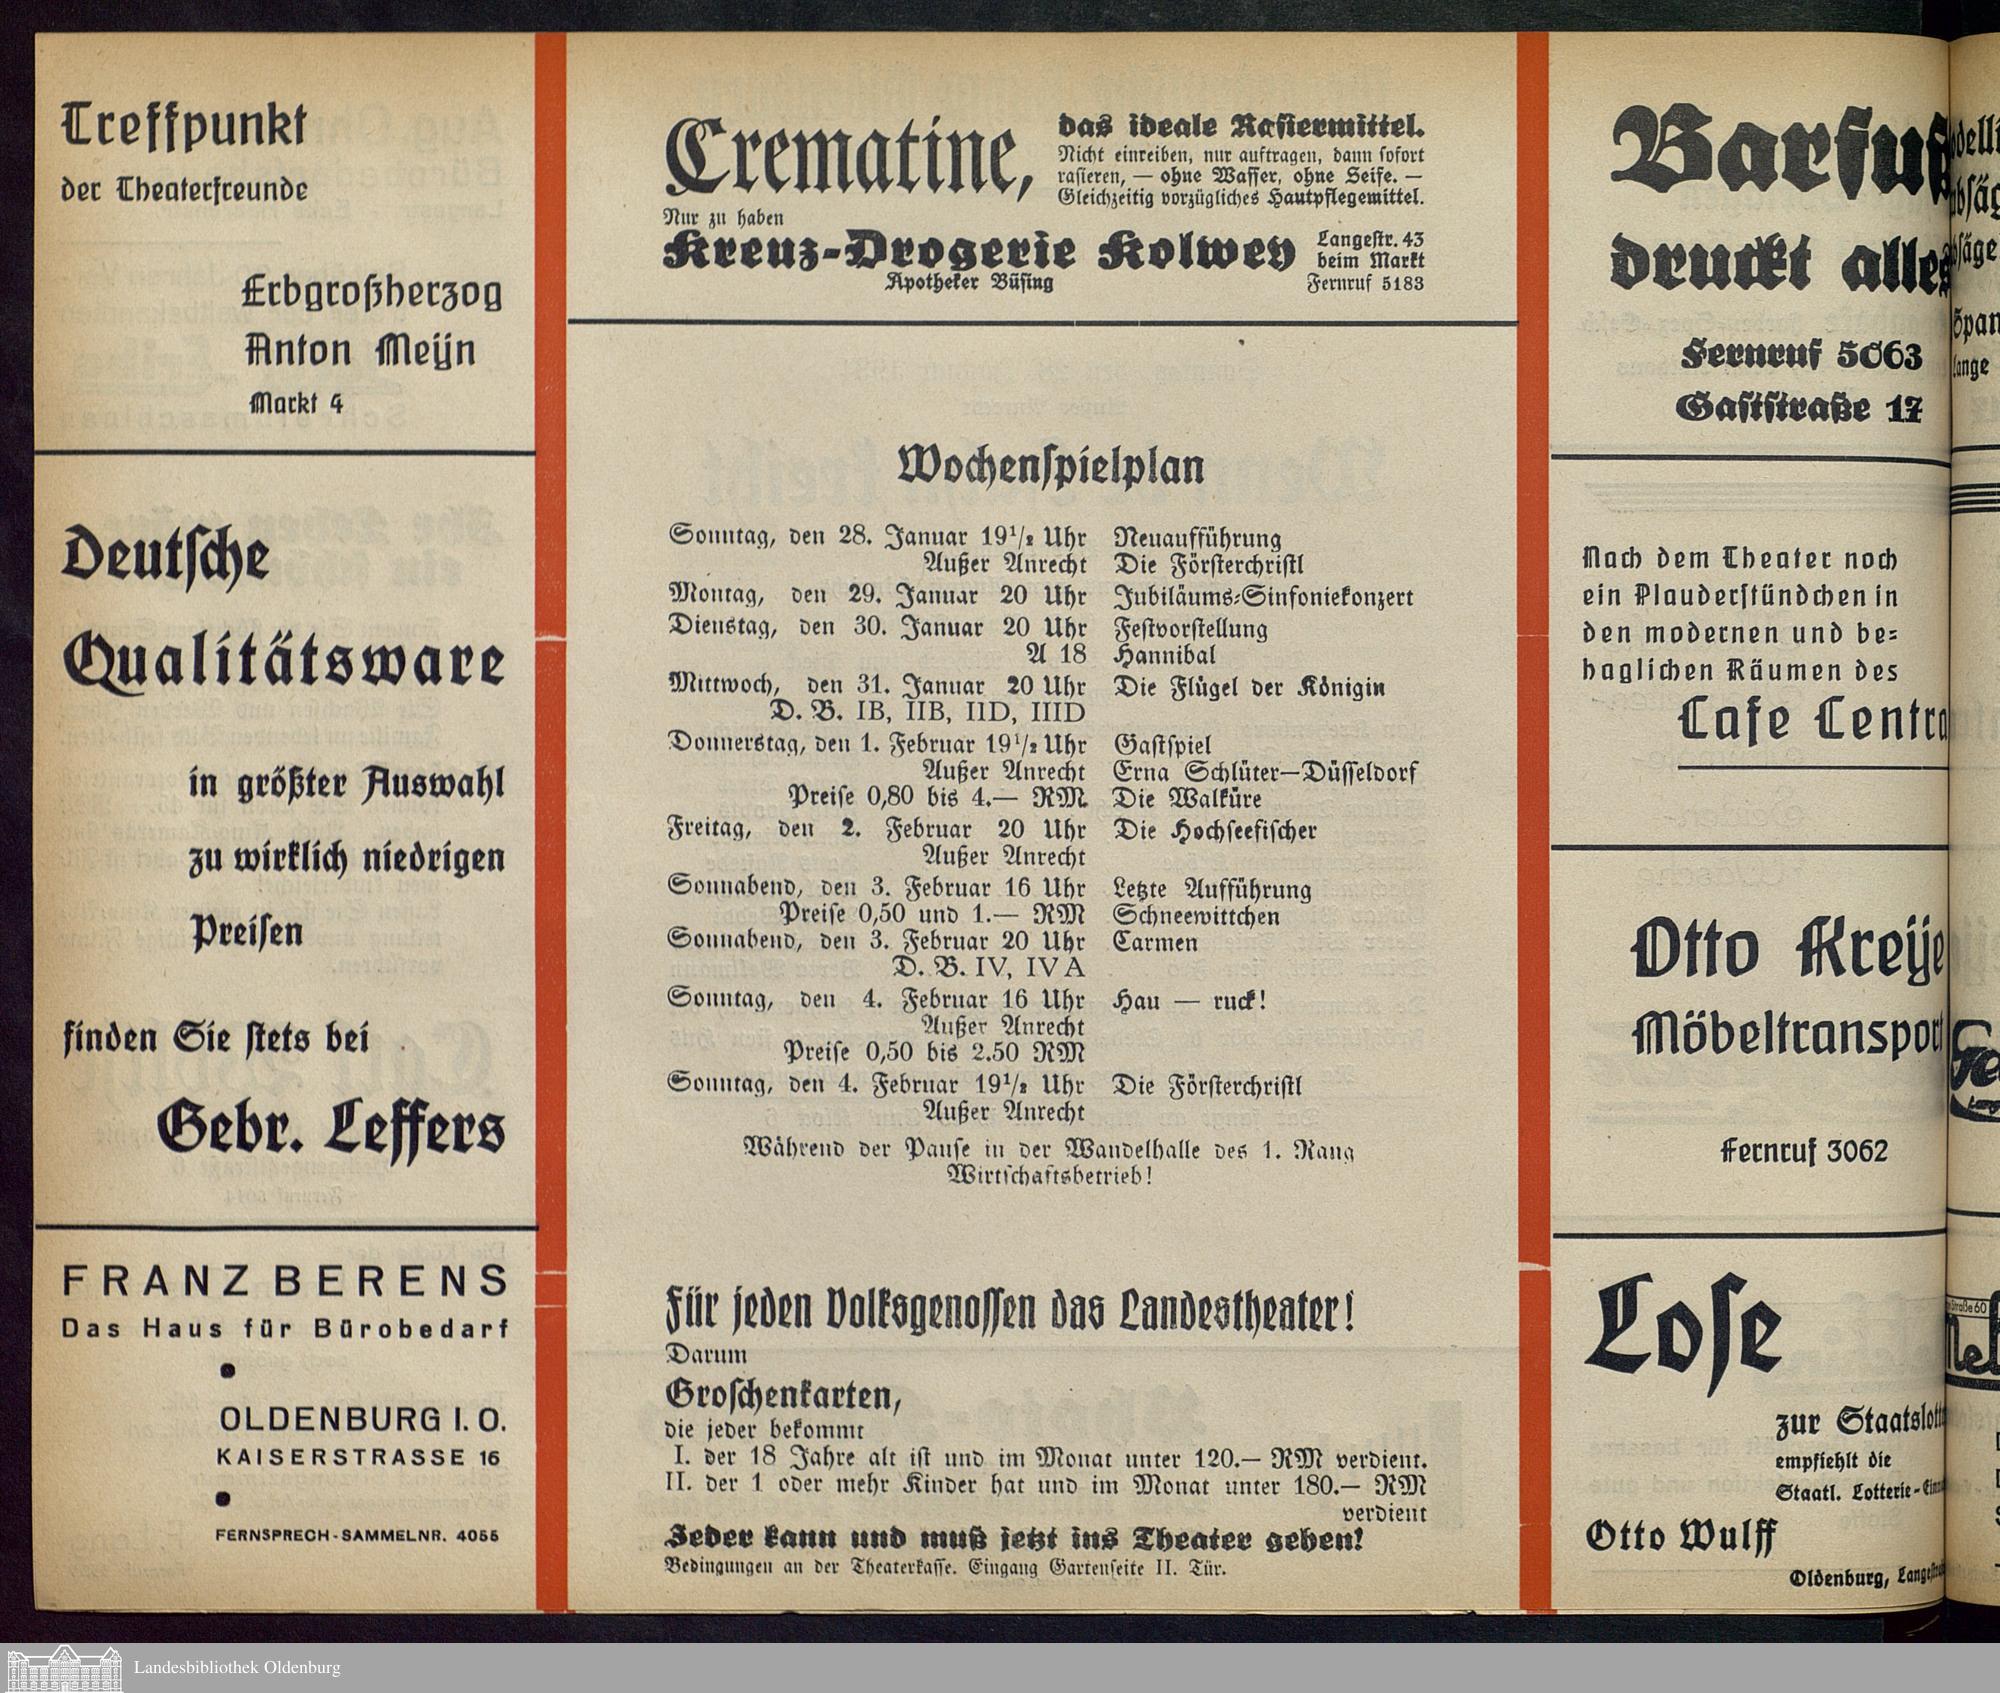 Treffpunkt
der Theaterfreunde
Erbgroßherzog
Anton Meijn
Markt 4
Deutsche
Qualitätsware
in größter Auswahl
zu wirklich niedrigen
Preisen
finden Sie stets bei
Gebr. Leffers
FRANZ BERENS
Das Haus für Bürobedarf
OLDENBURG I. O.
KAISERSTRASSE 16
FERNSPRECH-SAMMELNR. 4055
Crematine,
das ideale Rasiermittel.
Nicht einreiben, nur auftragen, dann sofort
rasieren, — ohne Wasser, ohne Seife. —
Gleichzeitig vorzügliches Hautpflegemittel.
Nur zu haben
Kreuz-Drogerie Kolwey
Apotheker Büsing
Langestr. 43
beim Markt
Fernruf 5183
Wochenspielplan
Sonntag, den 28. Januar 19½ Uhr Neuaufführung
Außer Anrecht Die Försterchristl
Montag, den 29. Januar 20 Uhr Jubiläums-Sinfoniekonzert
Dienstag, den 30. Januar 20 Uhr Festvorstellung
A 18 Hannibal
Mittwoch, den 31. Januar 20 Uhr Die Flügel der Königin
D. B. IB, IIB, IID, IIID
Donnerstag, den 1. Februar 19½ Uhr Gastspiel
Außer Anrecht Erna Schlüter—Düsseldorf
Preise 0,80 bis 4.— RM. Die Walküre
Freitag, den 2. Februar 20 Uhr Die Hochseefischer
Außer Anrecht
Sonnabend, den 3. Februar 16 Uhr Letzte Aufführung
Preise 0,50 und 1.— RM Schneewittchen
Sonnabend, den 3. Februar 20 Uhr Carmen
D. B. IV, IVA
Sonntag, den 4. Februar 16 Uhr Hau — ruck!
Außer Anrecht
Preise 0,50 bis 2.50 RM
Sonntag, den 4. Februar 19½ Uhr Die Försterchristl
Außer Anrecht
Während der Pause in der Wandelhalle des 1. Rang
Wirtschaftsbetrieb!
Für jeden Volksgenossen das Landestheater!
Darum
Groschenkarten,
die jeder bekommt
I. der 18 Jahre alt ist und im Monat unter 120.— RM verdient.
II. der 1 oder mehr Kinder hat und im Monat unter 180.— RM
verdient
Jeder kann und muß jetzt ins Theater gehen!
Bedingungen an der Theaterkasse. Eingang Gartenseite II. Tür.
Barfuß
druckt alles
Fernruf 5063
Gaststraße 17
Nach dem Theater noch
ein Plauderstündchen in
den modernen und be-
haglichen Räumen des
Cafe Centra
Otto Kreye
Möbeltransport
Fernruf 3062
Lose
zur Staatslott
empfiehlt die
Staatl. Lotterie-Einn
Otto Wulff
Oldenburg, Langestr
Landesbibliothek Oldenburg